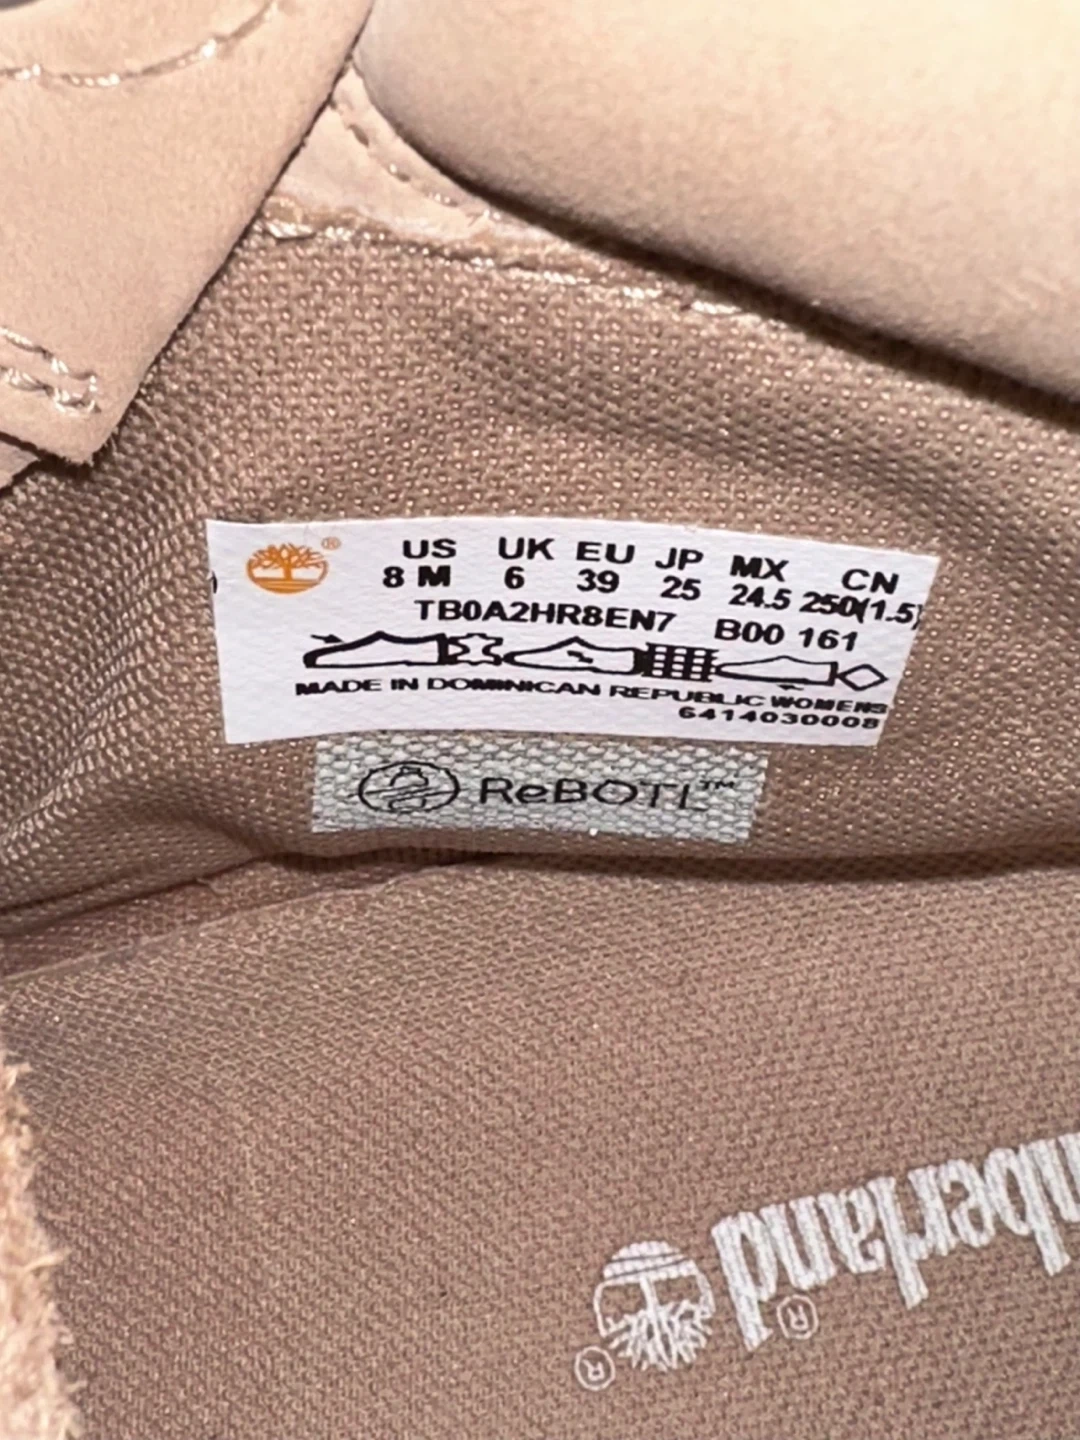 ®
US UK EU JP MX CN
8 M 6 39 25 24.5 250(1.5)
TB0A2HR8EN7 B00 161
MADE IN DOMINICAN REPUBLIC WOMENS
6414030008
ReBOTL™
mberland®
®